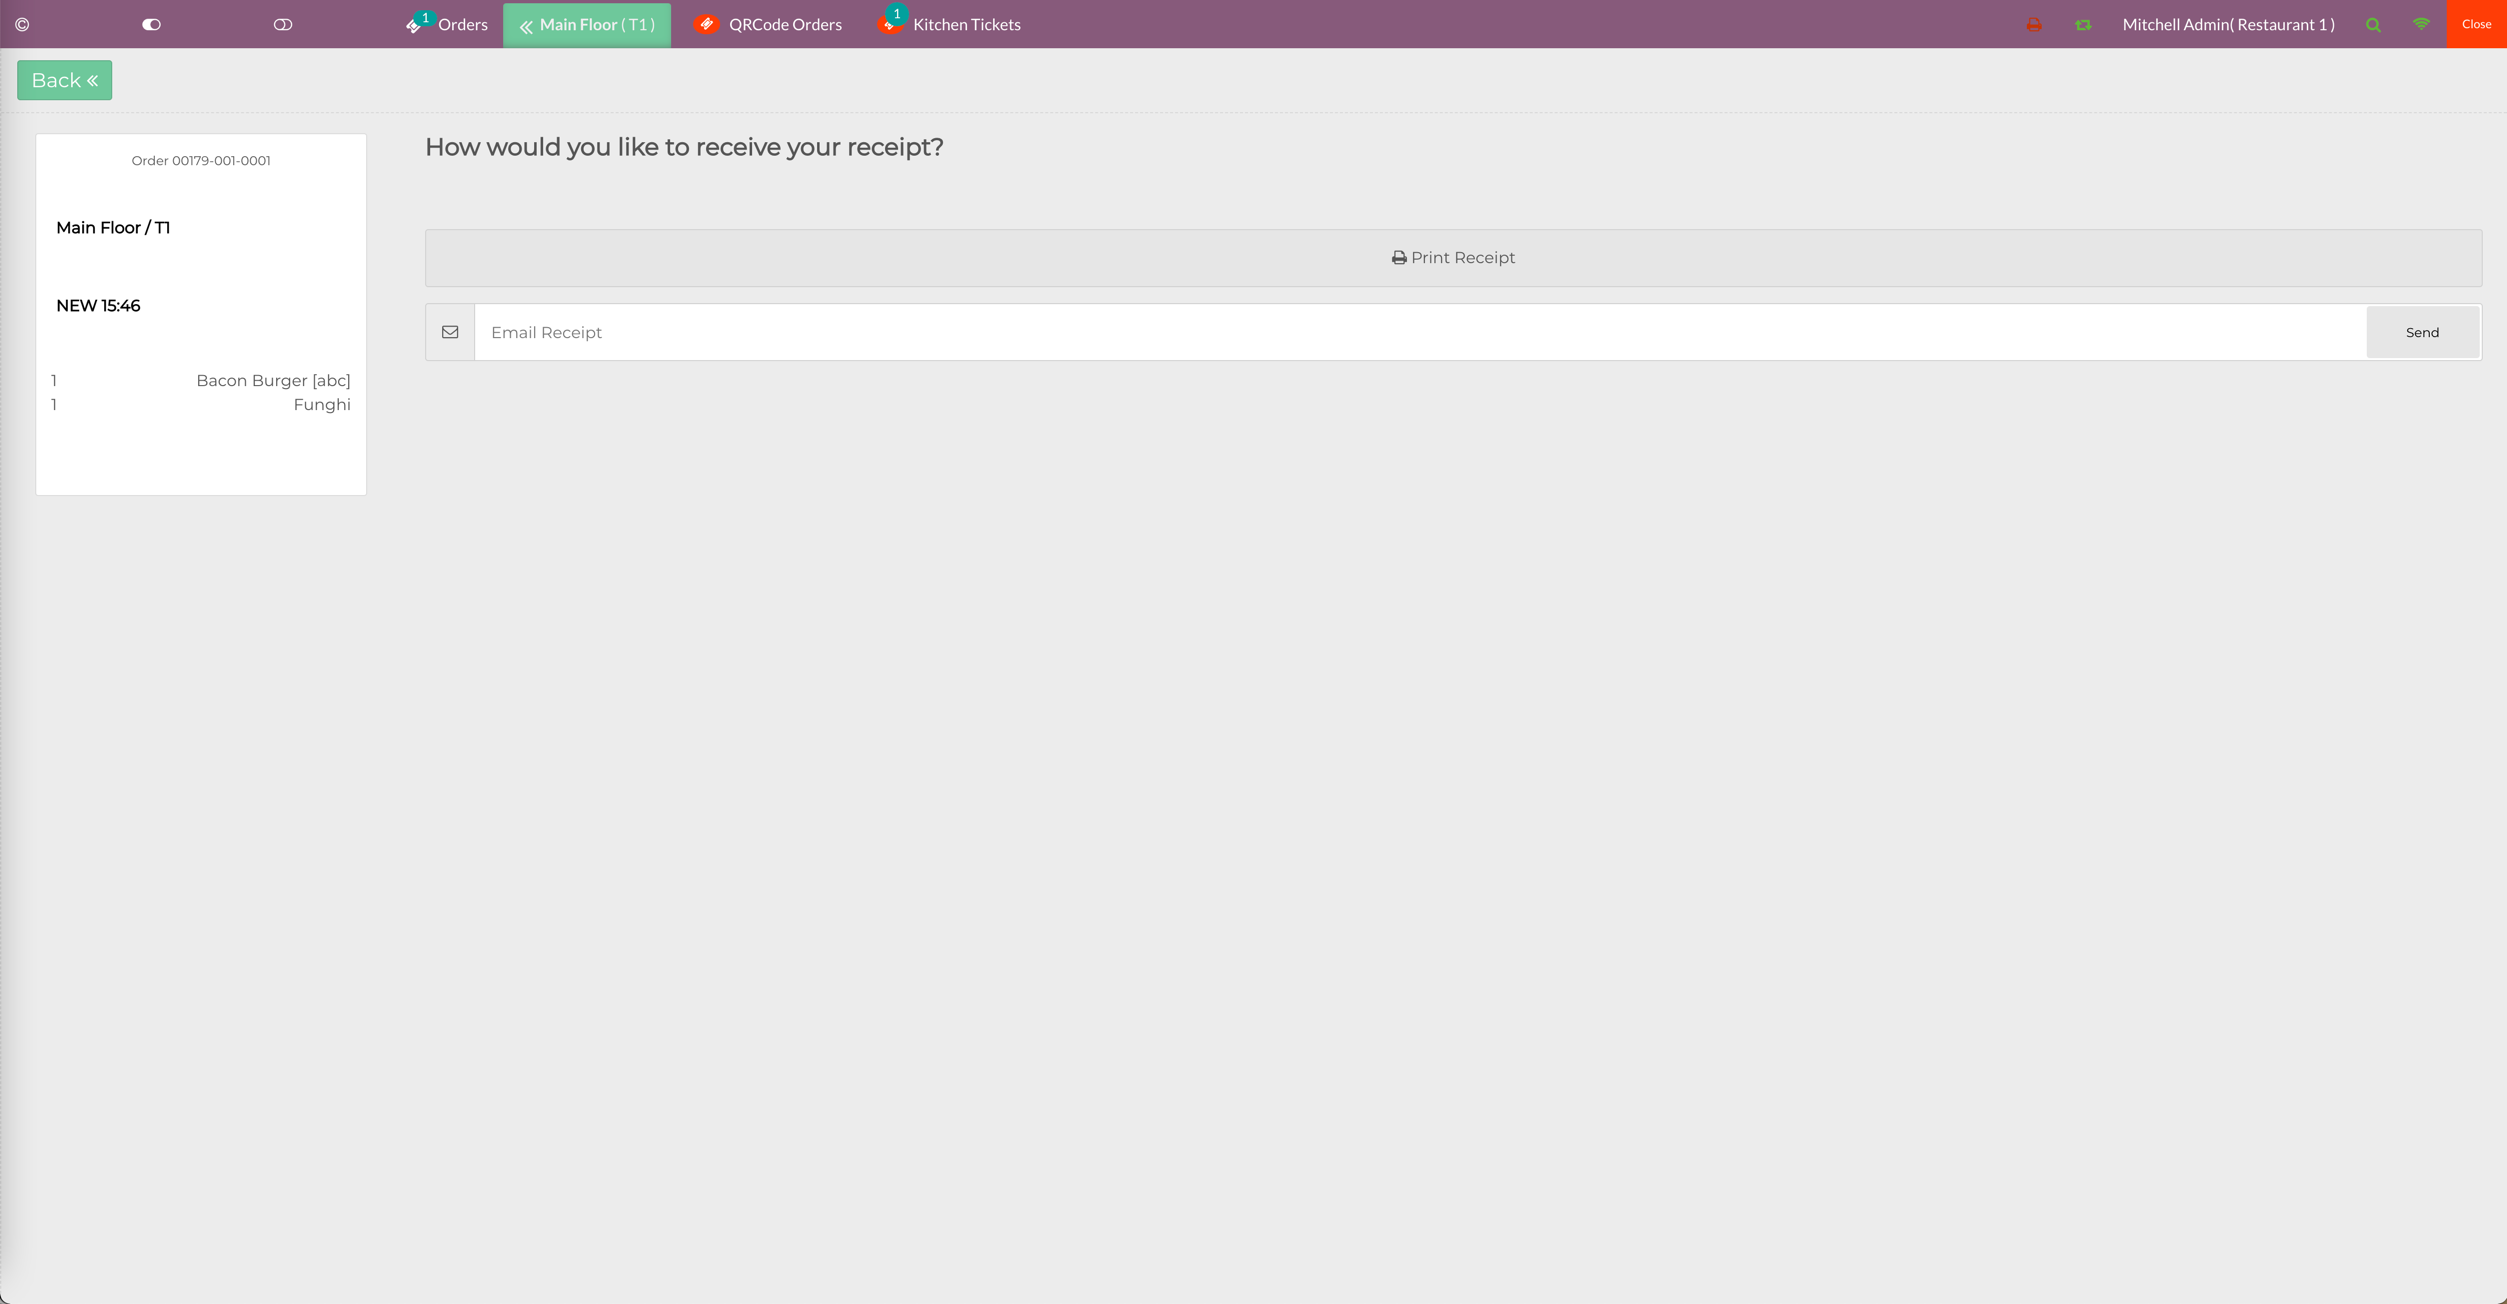 ©
1 Orders
Main Floor ( T1 )
QRCode Orders
1 Kitchen Tickets
Mitchell Admin( Restaurant 1 )
Close
Back
Order 00179-001-0001
Main Floor / T1
NEW 15:46
1 Bacon Burger [abc]
1 Funghi
How would you like to receive your receipt?
Print Receipt
Email Receipt
Send